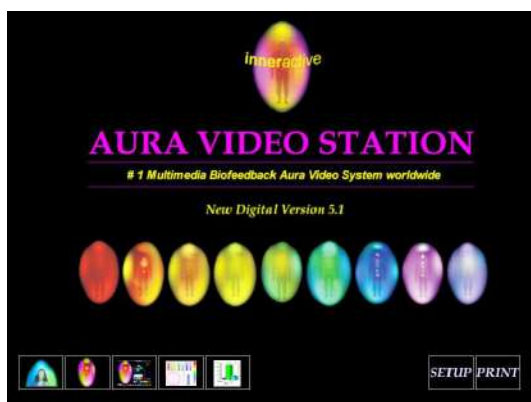 inneractive
AURA VIDEO STATION
# 1 Multimedia Biofeedback Aura Video System worldwide
New Digital Version 5.1
SETUP PRINT